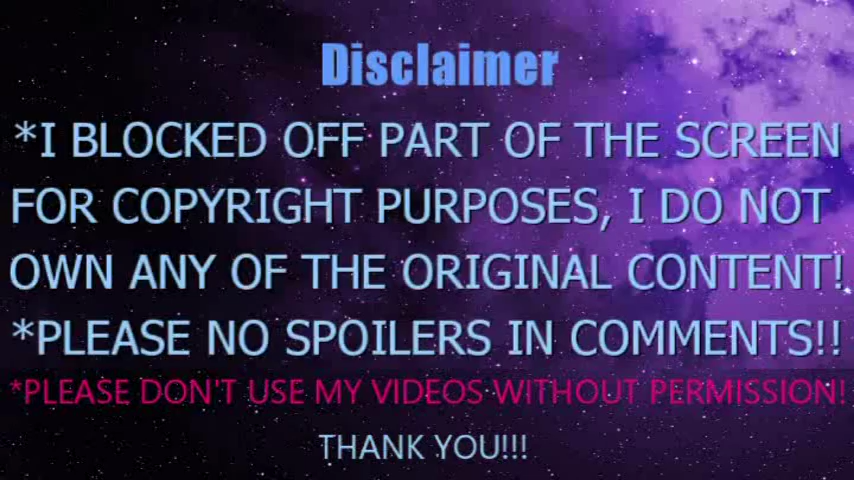 Disclaimer
*I BLOCKED OFF PART OF THE SCREEN
FOR COPYRIGHT PURPOSES, I DO NOT
OWN ANY OF THE ORIGINAL CONTENT!
*PLEASE NO SPOILERS IN COMMENTS!!
*PLEASE DON'T USE MY VIDEOS WITHOUT PERMISSION!
THANK YOU!!!